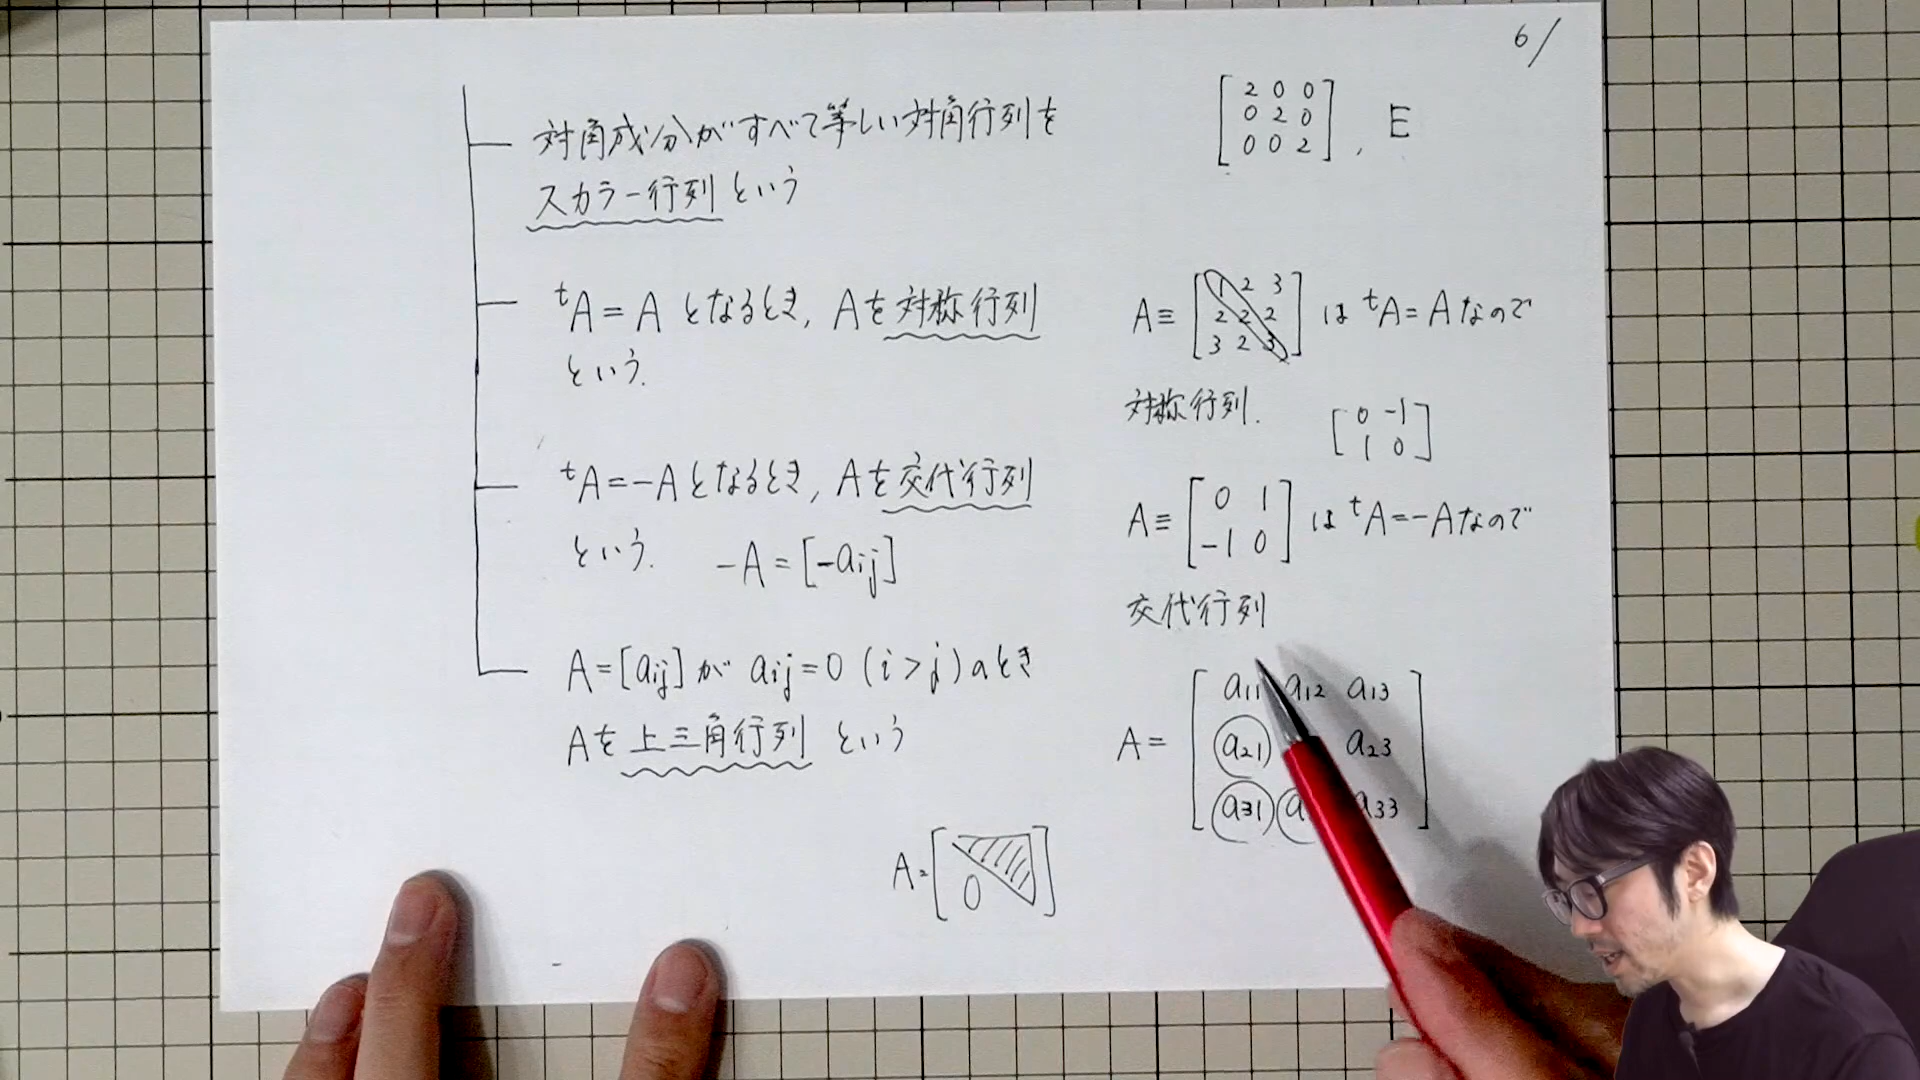 6/
対角成分がすべて等しい対角行列を
スカラー行列という
[2 0 0
0 2 0
0 0 2], E
ᵗA=Aとなるとき, Aを対称行列
という.
A≡[1 2 3
2 2 2
3 2 3]は ᵗA=Aなので
対称行列.
[0 -1
1 0]
ᵗA=-Aとなるとき, Aを交代行列
という.
-A=[-aij]
A≡[0 1
-1 0]は ᵗA=-Aなので
交代行列
A=[aij]が aij=0 (i>j)のとき
Aを上三角行列 という
A=[a11 a12 a13
a21 a23
a31 a33]
A=[0]